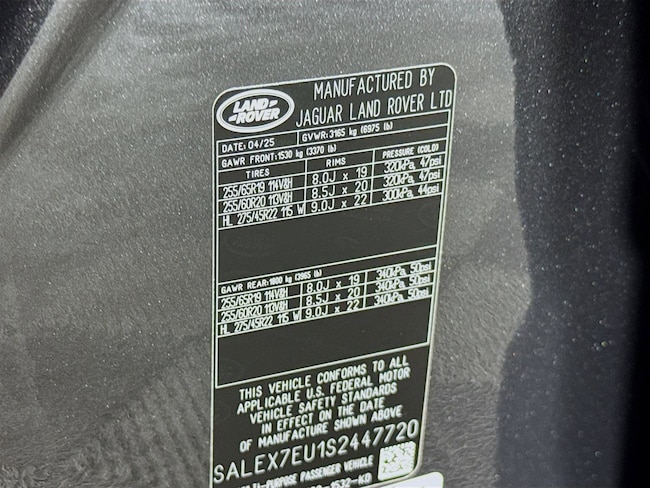 LAND-
-ROVER
MANUFACTURED BY
JAGUAR LAND ROVER LTD
DATE: 04/25 GVWR:3165 kg (6975 lb)
GAWR FRONT:1530 kg (3370 lb)
TIRES RIMS PRESSURE (COLD)
255/65R19 114V&H 8.0J x 19 320kPa, 47psi
255/60R20 113V&H 8.5J x 20 320kPa, 47psi
HL 275/45R22 115 W 9.0J x 22 300kPa, 44psi
GAWR REAR:1800 kg (3965 lb)
255/65R19 114V&H 8.0J x 19 340kPa, 50psi
255/60R20 113V&H 8.5J x 20 340kPa, 50psi
HL 275/45R22 115 W 9.0J x 22 340kPa, 50psi
THIS VEHICLE CONFORMS TO ALL
APPLICABLE U.S. FEDERAL MOTOR
VEHICLE SAFETY STANDARDS
IN EFFECT ON THE DATE
OF MANUFACTURE SHOWN ABOVE
SALEX7EU1S2447720
-PURPOSE PASSENGER VEHICLE
-1532-KD